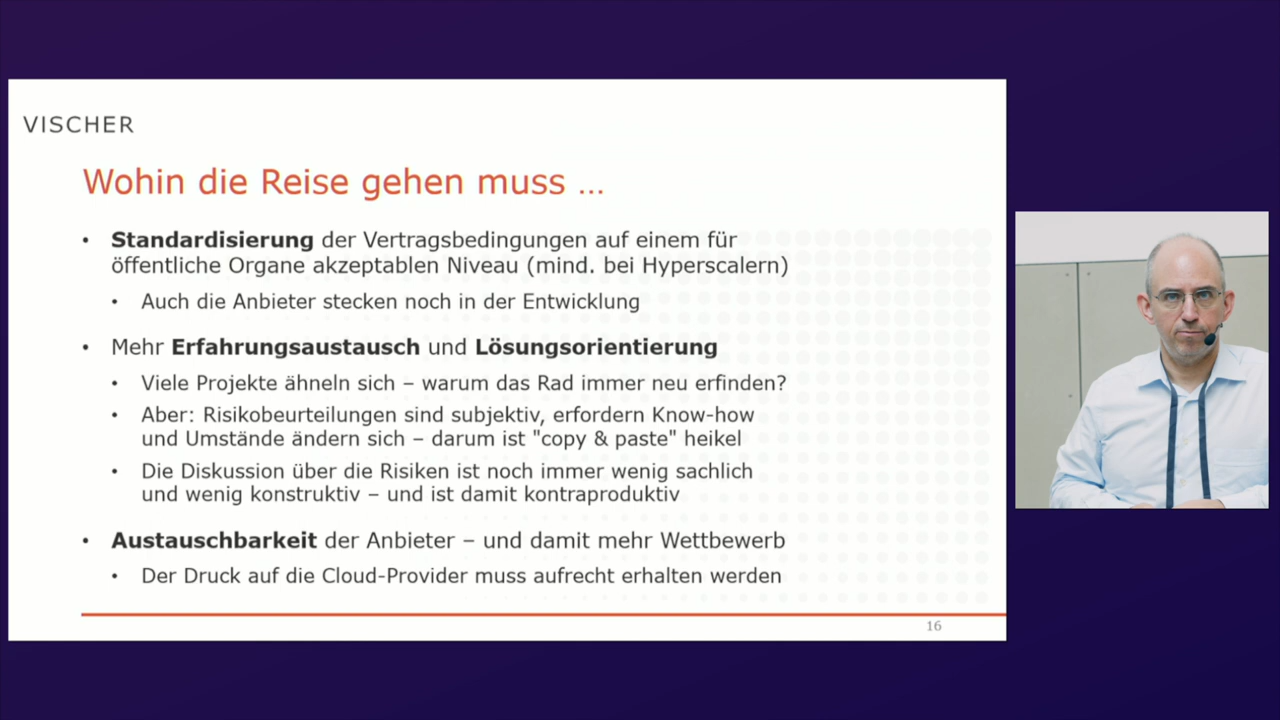 VISCHER
Wohin die Reise gehen muss ...
• Standardisierung der Vertragsbedingungen auf einem für
öffentliche Organe akzeptablen Niveau (mind. bei Hyperscalern)
• Auch die Anbieter stecken noch in der Entwicklung
• Mehr Erfahrungsaustausch und Lösungsorientierung
• Viele Projekte ähneln sich – warum das Rad immer neu erfinden?
• Aber: Risikobeurteilungen sind subjektiv, erfordern Know-how
und Umstände ändern sich – darum ist "copy & paste" heikel
• Die Diskussion über die Risiken ist noch immer wenig sachlich
und wenig konstruktiv – und ist damit kontraproduktiv
• Austauschbarkeit der Anbieter – und damit mehr Wettbewerb
• Der Druck auf die Cloud-Provider muss aufrecht erhalten werden
16